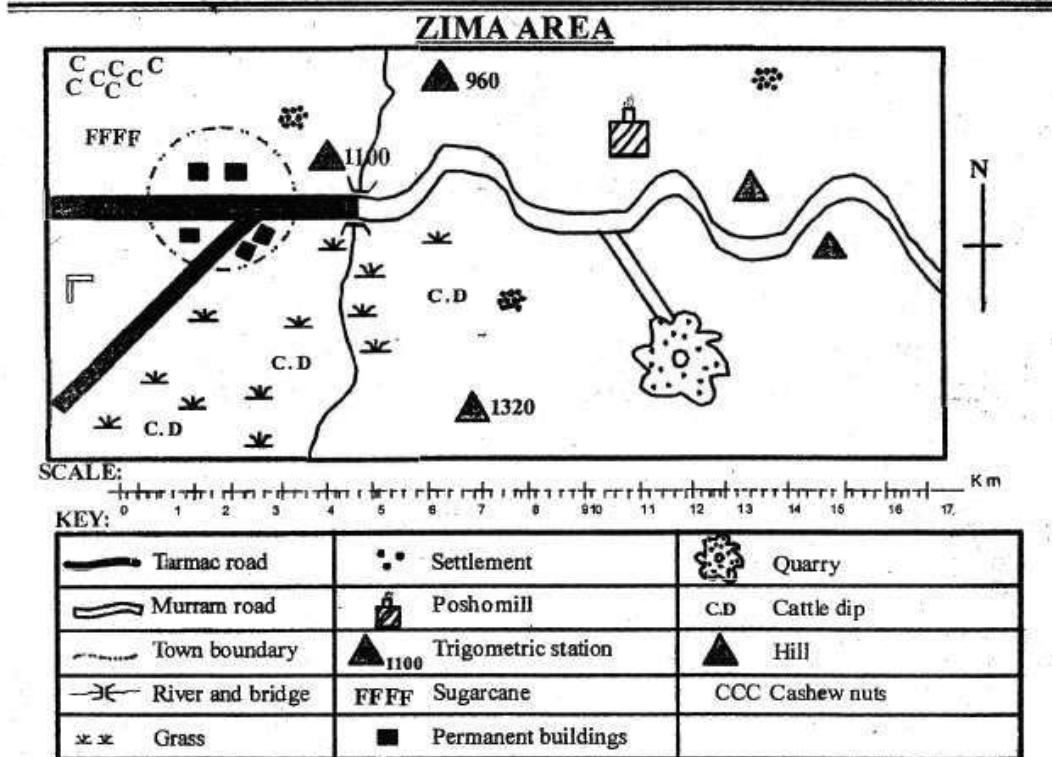 ZIMA AREA
C C C C C
C C C
FFFF
960
1100
N
C.D
C.D
1320
C.D
SCALE:
Km
0 1 2 3 4 5 6 7 8 910 11 12 13 14 15 16 17
KEY:
Tarmac road
Settlement
Quarry
Murram road
Poshomill
C.D Cattle dip
Town boundary
1100 Trigometric station
Hill
River and bridge
FFFF Sugarcane
CCC Cashew nuts
Grass
Permanent buildings